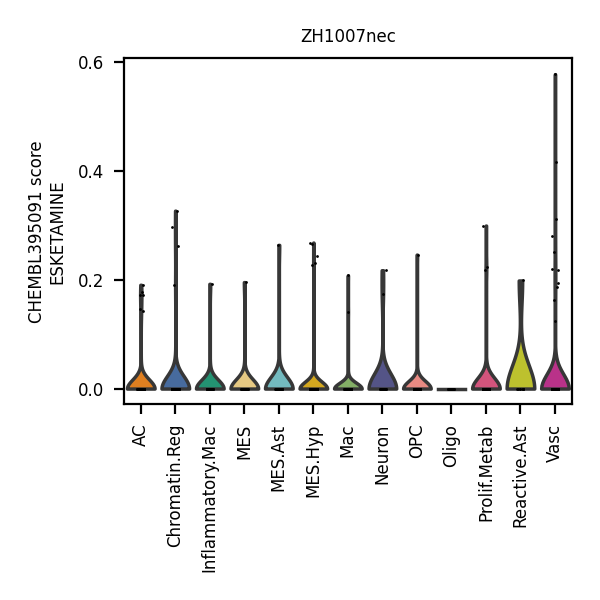 ZH1007nec
CHEMBL395091 score
ESKETAMINE
0.6
0.4
0.2
0.0
AC
Chromatin.Reg
Inflammatory.Mac
MES
MES.Ast
MES.Hyp
Mac
Neuron
OPC
Oligo
Prolif.Metab
Reactive.Ast
Vasc